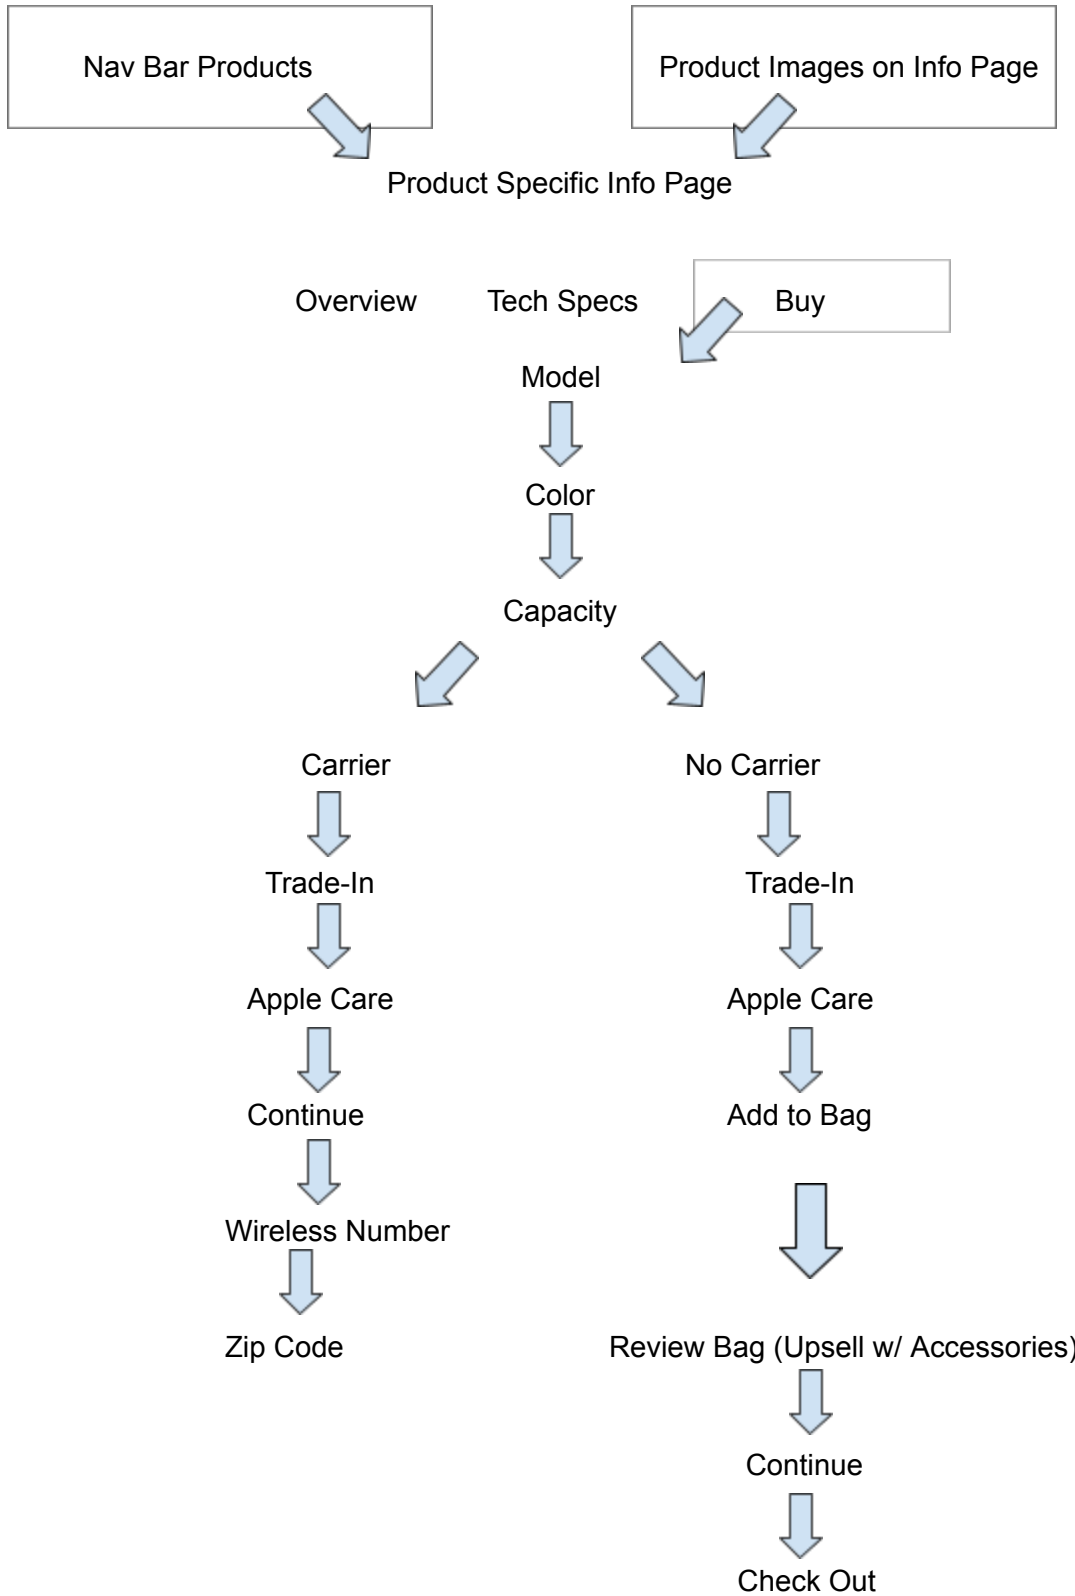 Nav Bar Products
Product Images on Info Page
Product Specific Info Page
Overview
Tech Specs
Buy
Model
Color
Capacity
Carrier
No Carrier
Trade-In
Trade-In
Apple Care
Apple Care
Continue
Add to Bag
Wireless Number
Zip Code
Review Bag (Upsell w/ Accessories)
Continue
Check Out